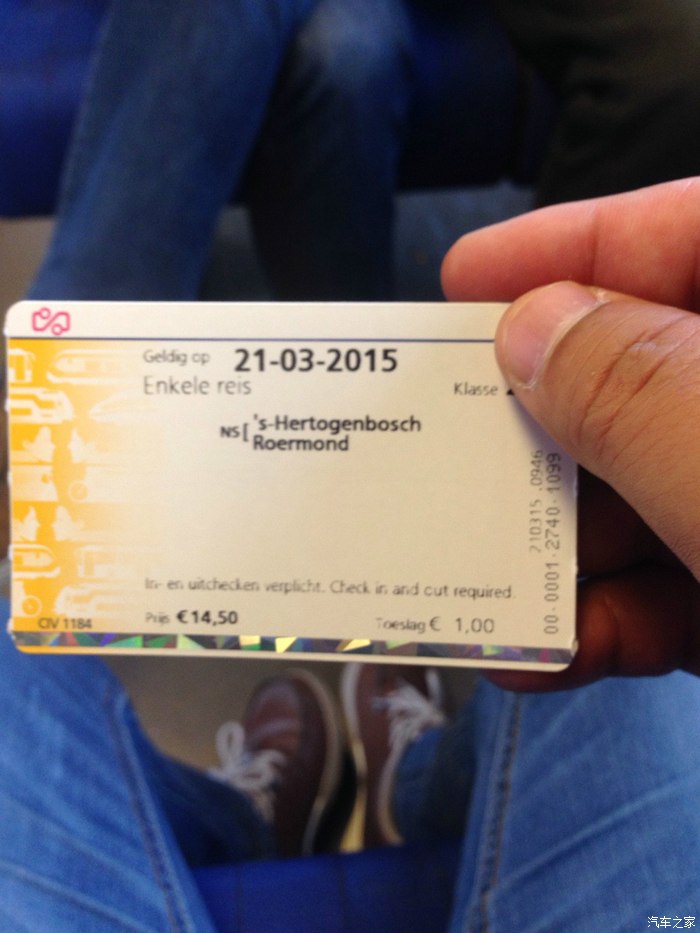 Geldig op 21-03-2015
Enkele reis
Klasse
NS[ 's-Hertogenbosch
Roermond
In- en uitchecken verplicht. Check in and out required.
CIV 1184
Prijs €14,50
Toeslag € 1,00
210315 .0946
00-0001-2740-1099
汽车之家